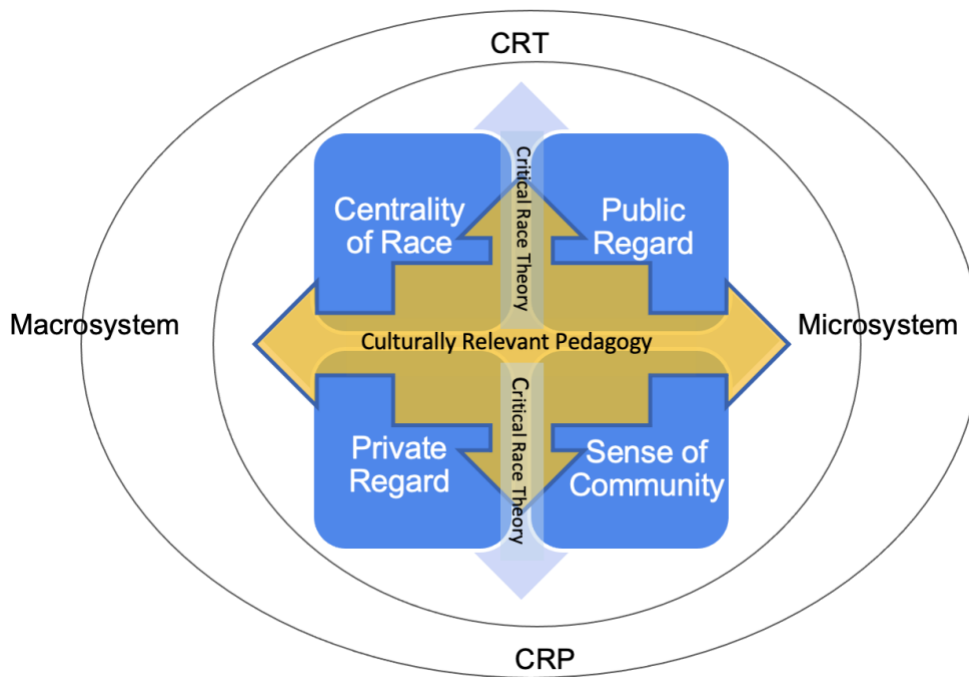 CRT
Critical Race Theory
Centrality
of Race
Public
Regard
Macrosystem
Microsystem
Culturally Relevant Pedagogy
Critical Race Theory
Private
Regard
Sense of
Community
CRP